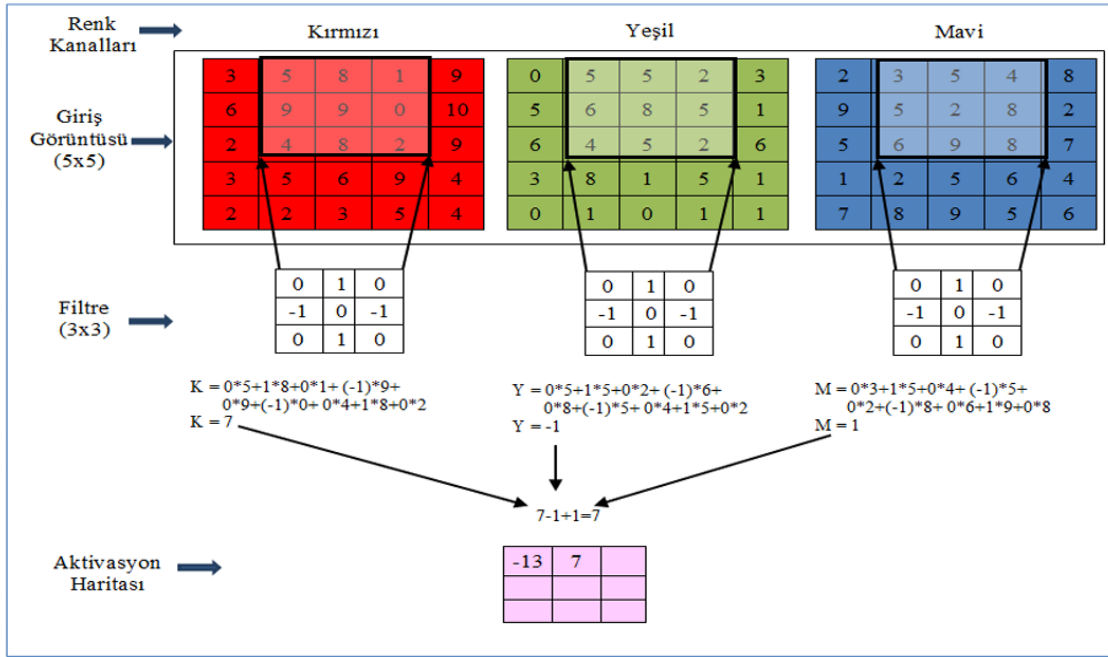 Renk Kanalları
Kırmızı
Yeşil
Mavi
Giriş Görüntüsü (5x5)
3 5 8 1 9
6 9 9 0 10
2 4 8 2 9
3 5 6 9 4
2 2 3 5 4
0 5 5 2 3
5 6 8 5 1
6 4 5 2 6
3 8 1 5 1
0 1 0 1 1
2 3 5 4 8
9 5 2 8 2
5 6 9 8 7
1 2 5 6 4
7 8 9 5 6
Filtre (3x3)
0 1 0
-1 0 -1
0 1 0
0 1 0
-1 0 -1
0 1 0
0 1 0
-1 0 -1
0 1 0
K = 0*5+1*8+0*1+ (-1)*9+
0*9+(-1)*0+ 0*4+1*8+0*2
K = 7
Y = 0*5+1*5+0*2+ (-1)*6+
0*8+(-1)*5+ 0*4+1*5+0*2
Y = -1
M = 0*3+1*5+0*4+ (-1)*5+
0*2+(-1)*8+ 0*6+1*9+0*8
M = 1
7-1+1=7
Aktivasyon Haritası
-13 7